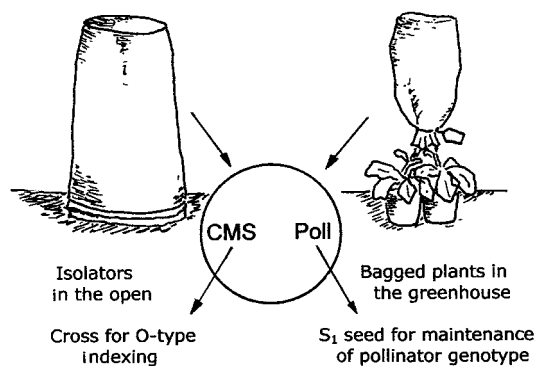 CMS Poll
Isolators
in the open
Bagged plants in
the greenhouse
Cross for O-type
indexing
S₁ seed for maintenance
of pollinator genotype